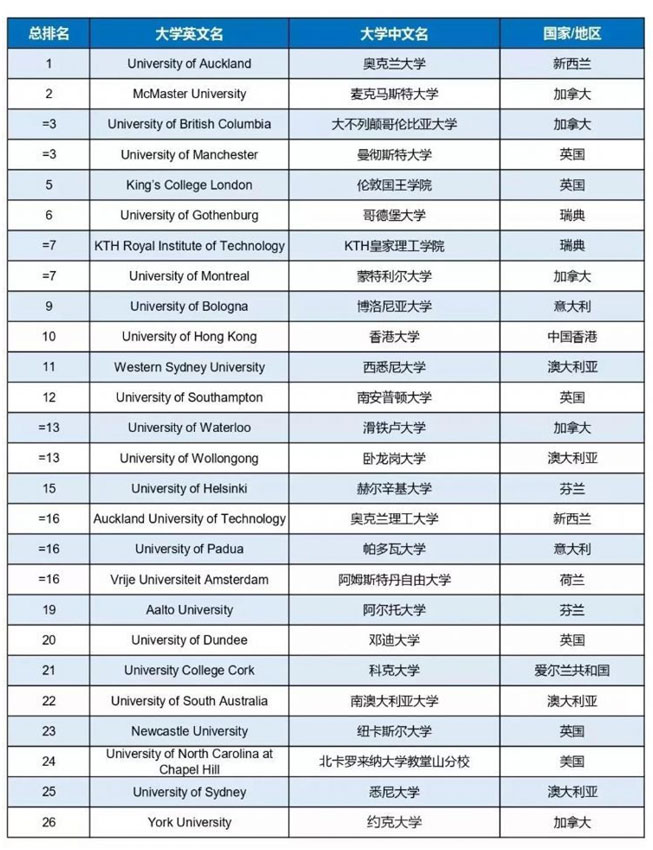 总排名 大学英文名 大学中文名 国家/地区
1 University of Auckland 奥克兰大学 新西兰
2 McMaster University 麦克马斯特大学 加拿大
=3 University of British Columbia 大不列颠哥伦比亚大学 加拿大
=3 University of Manchester 曼彻斯特大学 英国
5 King's College London 伦敦国王学院 英国
6 University of Gothenburg 哥德堡大学 瑞典
=7 KTH Royal Institute of Technology KTH皇家理工学院 瑞典
=7 University of Montreal 蒙特利尔大学 加拿大
9 University of Bologna 博洛尼亚大学 意大利
10 University of Hong Kong 香港大学 中国香港
11 Western Sydney University 西悉尼大学 澳大利亚
12 University of Southampton 南安普顿大学 英国
=13 University of Waterloo 滑铁卢大学 加拿大
=13 University of Wollongong 卧龙岗大学 澳大利亚
15 University of Helsinki 赫尔辛基大学 芬兰
=16 Auckland University of Technology 奥克兰理工大学 新西兰
=16 University of Padua 帕多瓦大学 意大利
=16 Vrije Universiteit Amsterdam 阿姆斯特丹自由大学 荷兰
19 Aalto University 阿尔托大学 芬兰
20 University of Dundee 邓迪大学 英国
21 University College Cork 科克大学 爱尔兰共和国
22 University of South Australia 南澳大利亚大学 澳大利亚
23 Newcastle University 纽卡斯尔大学 英国
24 University of North Carolina at
Chapel Hill 北卡罗来纳大学教堂山分校 美国
25 University of Sydney 悉尼大学 澳大利亚
26 York University 约克大学 加拿大